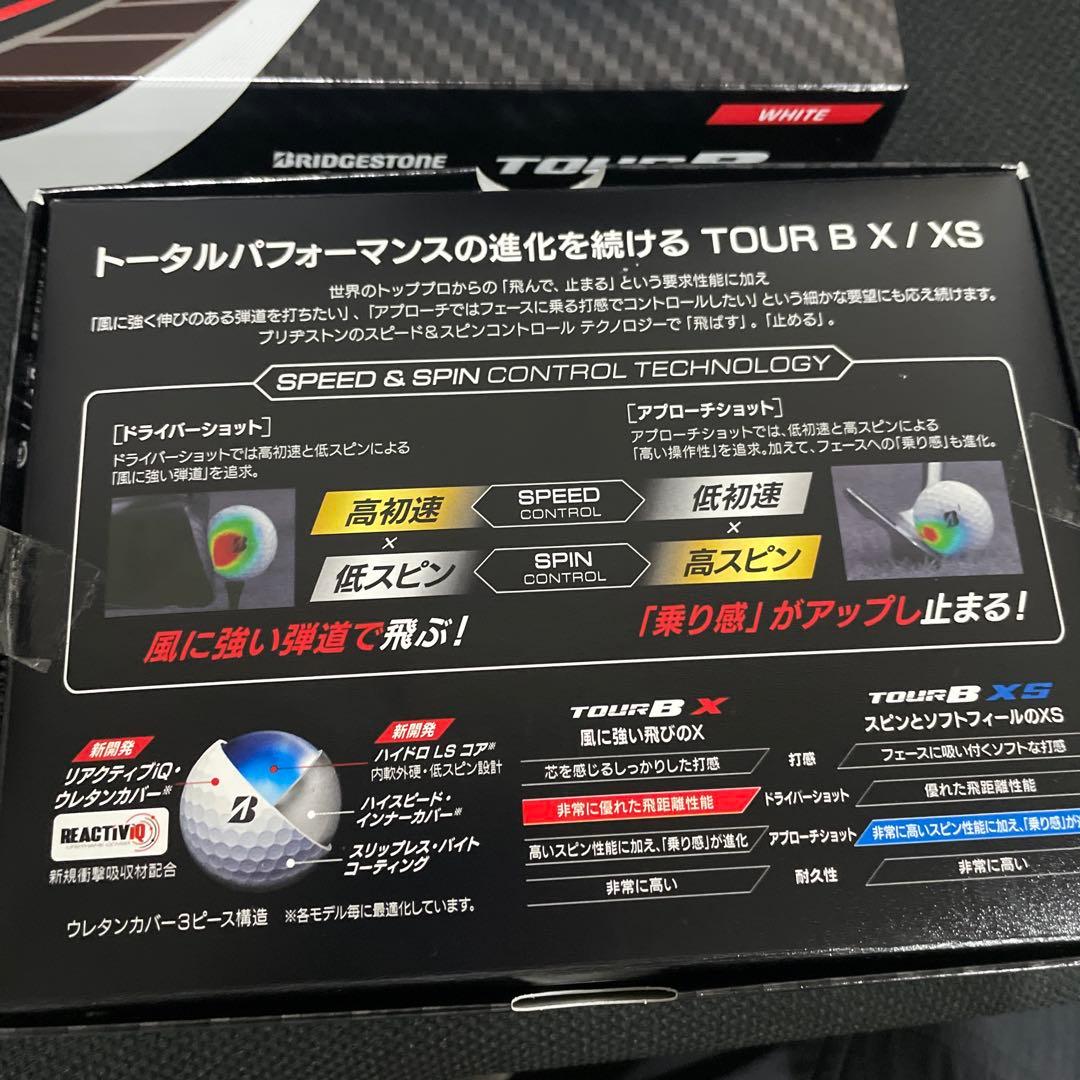 WHITE
BRIDGESTONE TOUR B
トータルパフォーマンスの進化を続ける TOUR B X / XS
世界のトッププロからの「飛んで、止まる」という要求性能に加え
「風に強く伸びのある弾道を打ちたい」、「アプローチではフェースに乗る打感でコントロールしたい」という細かな要望にも応え続けます。
ブリヂストンのスピード&スピンコントロール テクノロジーで「飛ばす」。「止める」。
SPEED & SPIN CONTROL TECHNOLOGY
[ドライバーショット]
ドライバーショットでは高初速と低スピンによる
「風に強い弾道」を追求。
[アプローチショット]
アプローチショットでは、低初速と高スピンによる
「高い操作性」を追求。加えて、フェースへの「乗り感」も進化。
高初速
×
低スピン
SPEED
CONTROL
SPIN
CONTROL
低初速
×
高スピン
B
B
風に強い弾道で飛ぶ!
「乗り感」がアップし止まる!
新開発
リアクティブiQ・
ウレタンカバー※
REACTIV iQ
新規衝撃吸収材配合
B
新開発
ハイドロ LS コア※
内軟外硬・低スピン設計
ハイスピード・
インナーカバー※
スリップレス・バイト
コーティング
ウレタンカバー3ピース構造 ※各モデル毎に最適化しています。
TOUR B X
風に強い飛びのX
TOUR B XS
スピンとソフトフィールのXS
芯を感じるしっかりした打感 打感 フェースに吸い付くソフトな打感
非常に優れた飛距離性能 ドライバーショット 優れた飛距離性能
高いスピン性能に加え、「乗り感」が進化 アプローチショット 非常に高いスピン性能に加え、「乗り感」が
非常に高い 耐久性 非常に高い